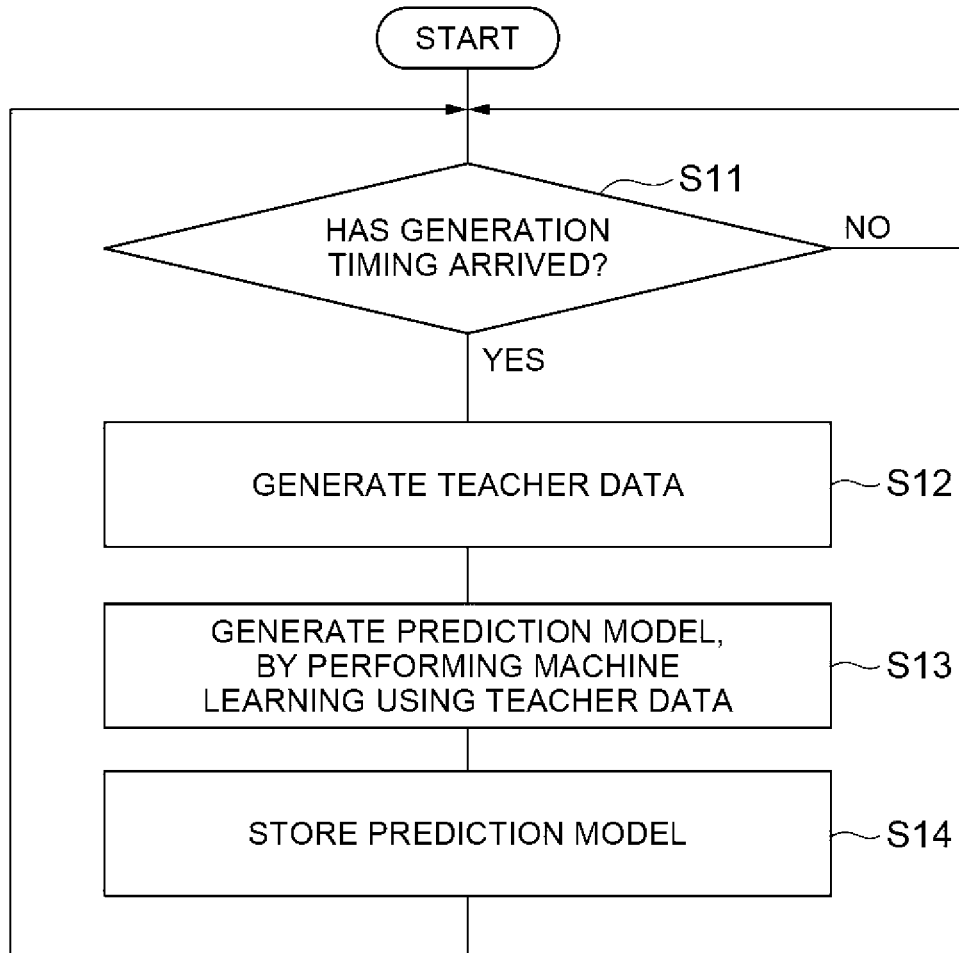 START
S11
HAS GENERATION
TIMING ARRIVED?
NO
YES
GENERATE TEACHER DATA
S12
GENERATE PREDICTION MODEL,
BY PERFORMING MACHINE
LEARNING USING TEACHER DATA
S13
STORE PREDICTION MODEL
S14